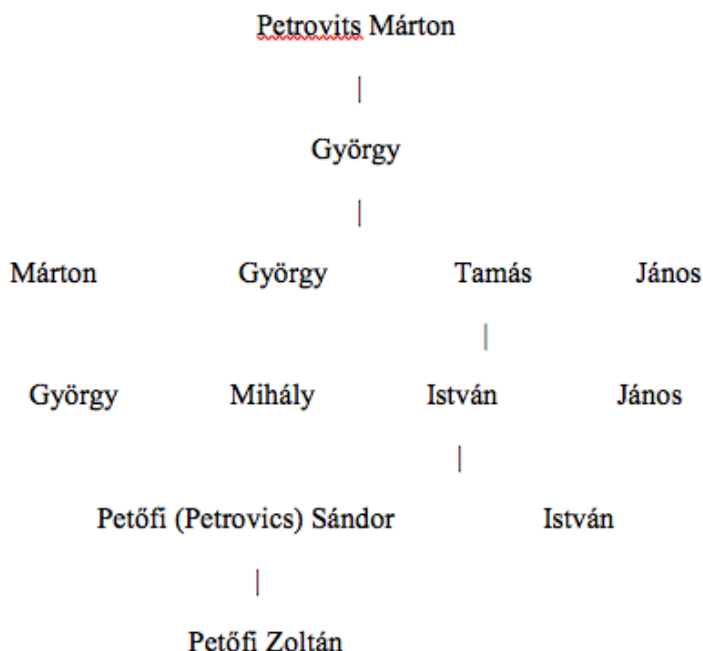 Petrovits Márton
|
György
|
Márton György Tamás János
|
György Mihály István János
|
Petőfi (Petrovics) Sándor István
|
Petőfi Zoltán